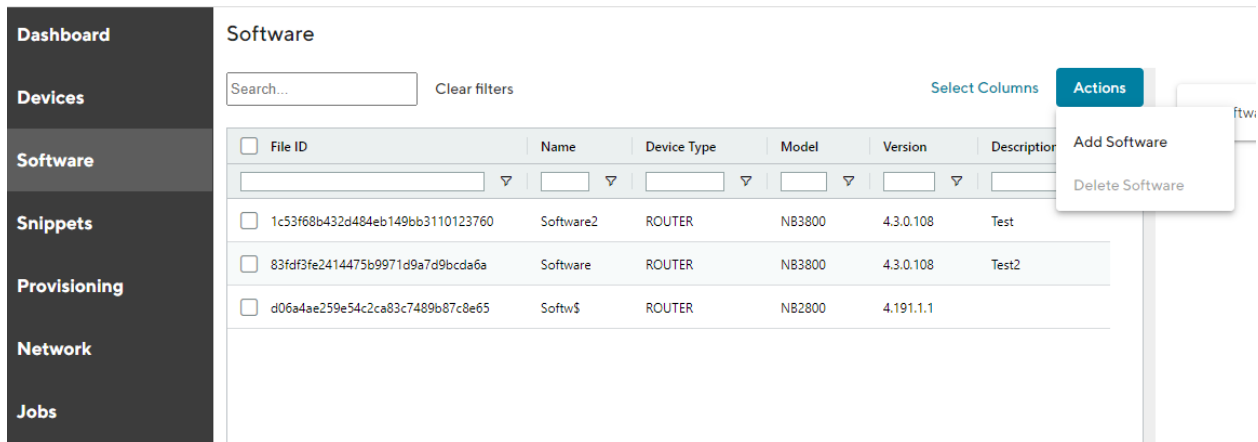 Dashboard
Devices
Software
Snippets
Provisioning
Network
Jobs
Software
Search...
Clear filters
Select Columns
Actions
Add Software
Delete Software
File ID Name Device Type Model Version Description
1c53f68b432d484eb149bb3110123760 Software2 ROUTER NB3800 4.3.0.108 Test
83fdf3fe2414475b9971d9a7d9bcda6a Software ROUTER NB3800 4.3.0.108 Test2
d06a4ae259e54c2ca83c7489b87c8e65 Softw$ ROUTER NB2800 4.191.1.1